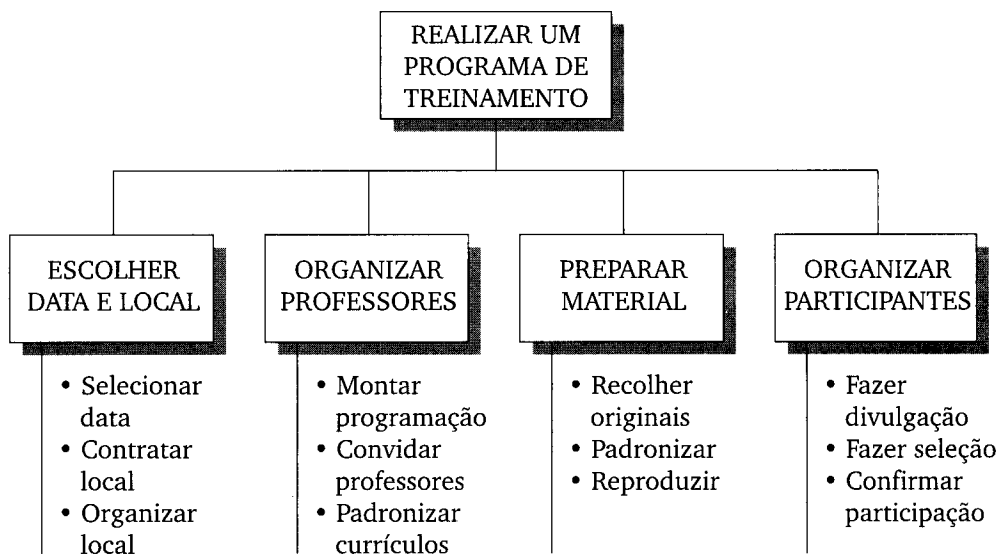 REALIZAR UM
PROGRAMA DE
TREINAMENTO
ESCOLHER
DATA E LOCAL
• Selecionar
data
• Contratar
local
• Organizar
local
ORGANIZAR
PROFESSORES
• Montar
programação
• Convidar
professores
• Padronizar
currículos
PREPARAR
MATERIAL
• Recolher
originais
• Padronizar
• Reproduzir
ORGANIZAR
PARTICIPANTES
• Fazer
divulgação
• Fazer seleção
• Confirmar
participação